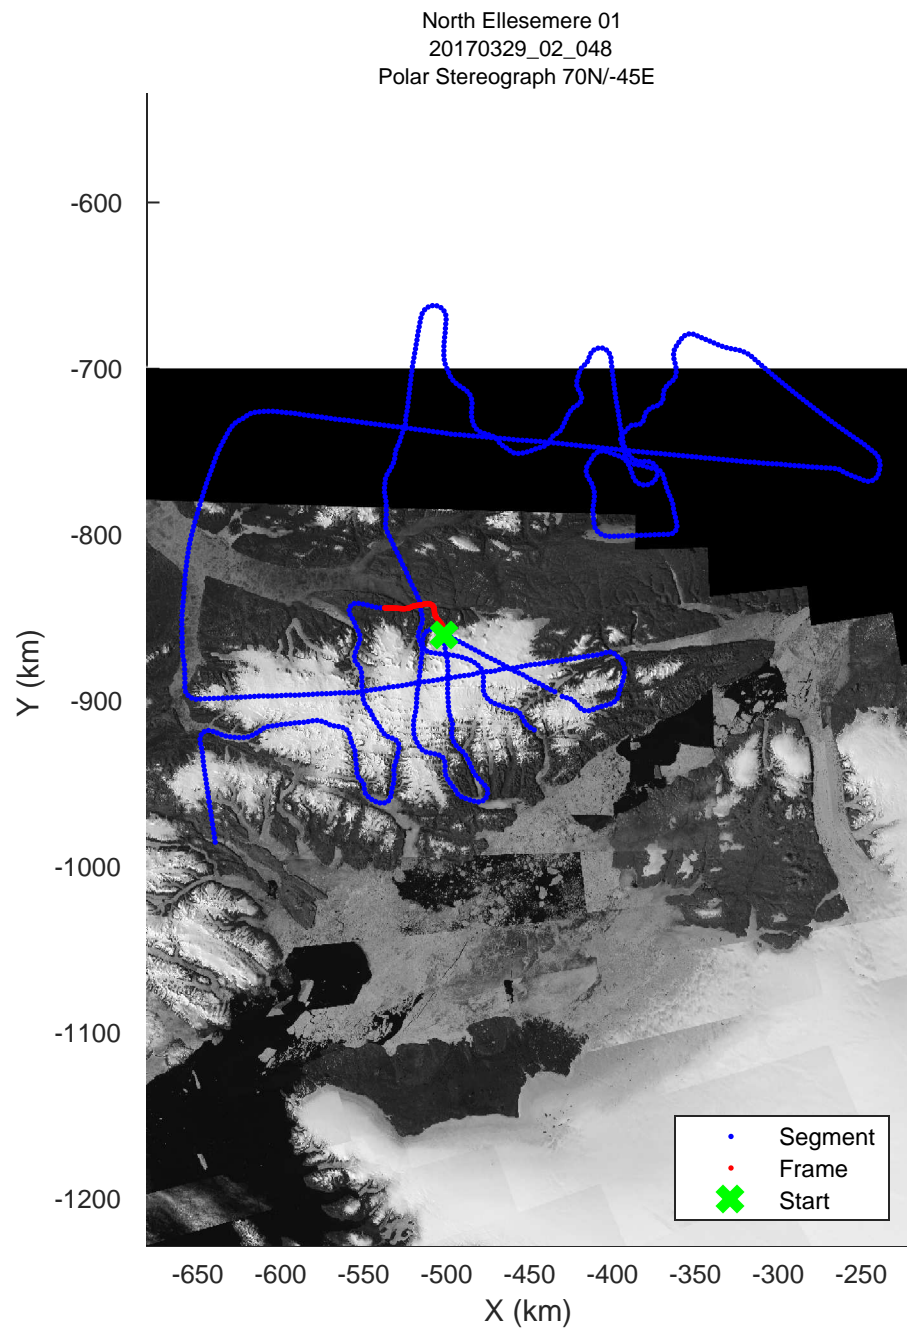 North Ellesemere 01
20170329_02_048
Polar Stereograph 70N/-45E
-600
-700
-800
-900
-1000
-1100
-1200
Y (km)
Segment
Frame
Start
-650 -600 -550 -500 -450 -400 -350 -300 -250
X (km)